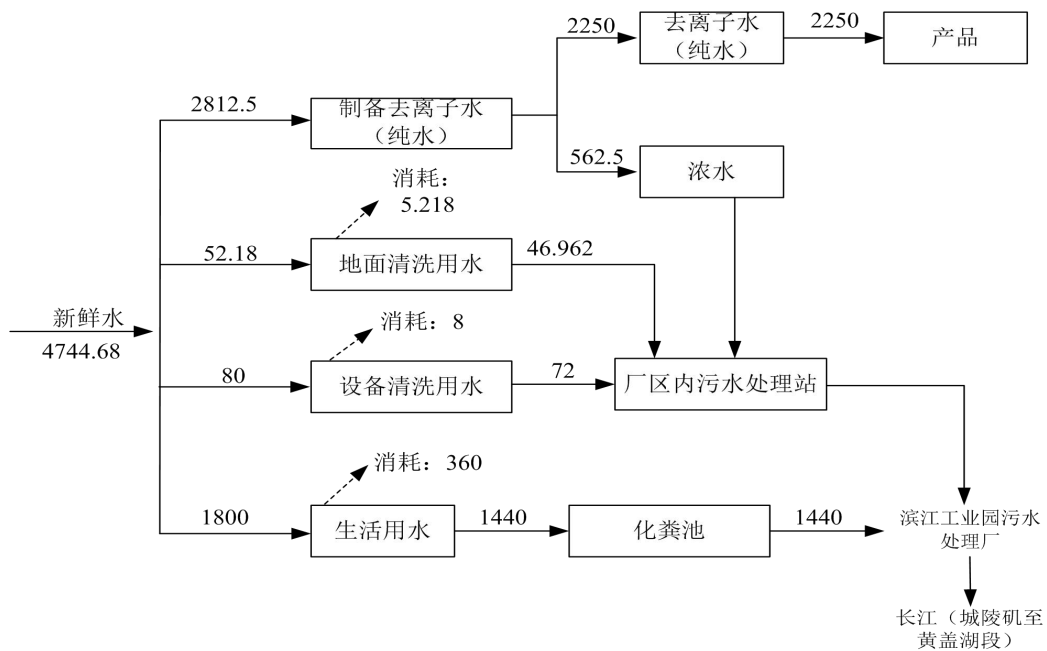 2250
去离子水
（纯水）
2250
产品
2812.5
制备去离子水
（纯水）
562.5
浓水
消耗：
5.218
52.18
地面清洗用水
46.962
新鲜水
4744.68
消耗：8
80
设备清洗用水
72
厂区内污水处理站
消耗：360
1800
生活用水
1440
化粪池
1440
滨江工业园污水
处理厂
长江（城陵矶至
黄盖湖段）